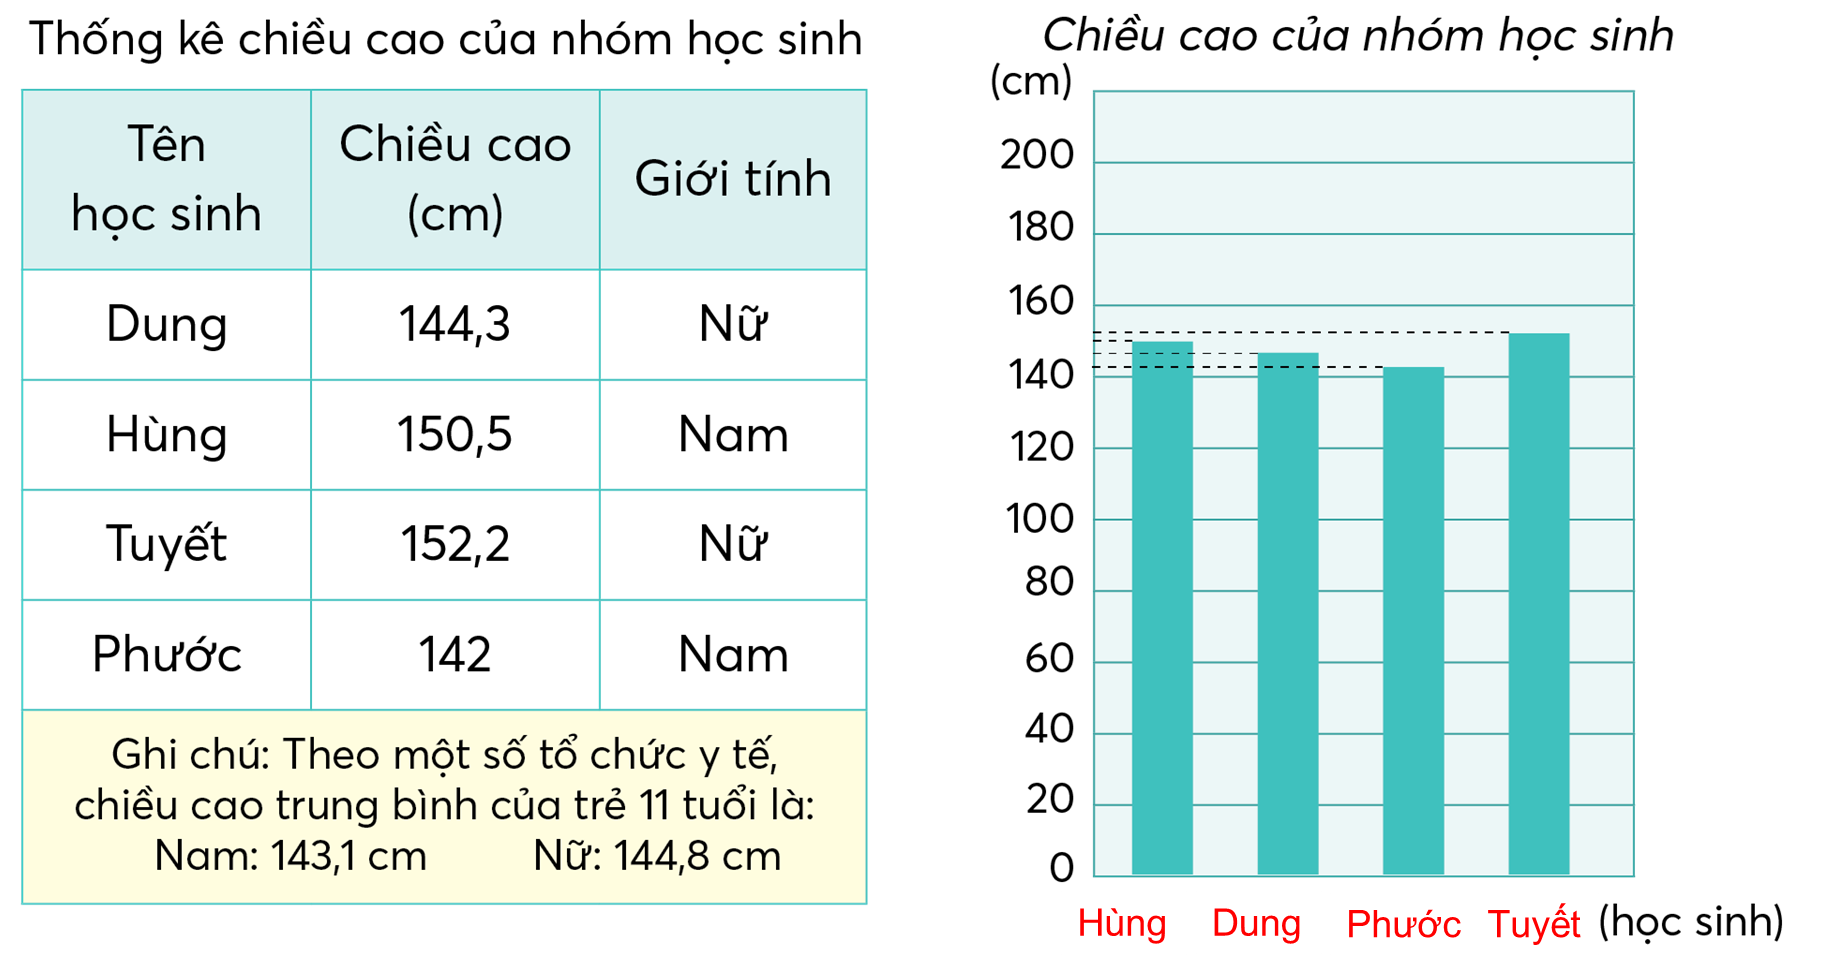 Thống kê chiều cao của nhóm học sinh
Tên
học sinh
Chiều cao
(cm)
Giới tính
Dung 144,3 Nữ
Hùng 150,5 Nam
Tuyết 152,2 Nữ
Phước 142 Nam
Ghi chú: Theo một số tổ chức y tế,
chiều cao trung bình của trẻ 11 tuổi là:
Nam: 143,1 cm Nữ: 144,8 cm
Chiều cao của nhóm học sinh
(cm)
200
180
160
140
120
100
80
60
40
20
0
Hùng Dung Phước Tuyết (học sinh)